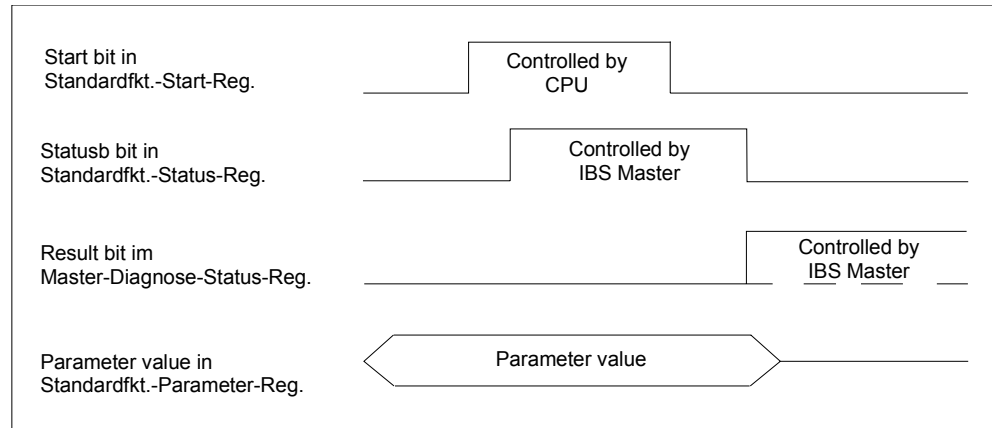 Start bit in
Standardfkt.-Start-Reg.
Controlled by
CPU
Statusb bit in
Standardfkt.-Status-Reg.
Controlled by
IBS Master
Result bit im
Master-Diagnose-Status-Reg.
Controlled by
IBS Master
Parameter value in
Standardfkt.-Parameter-Reg.
Parameter value